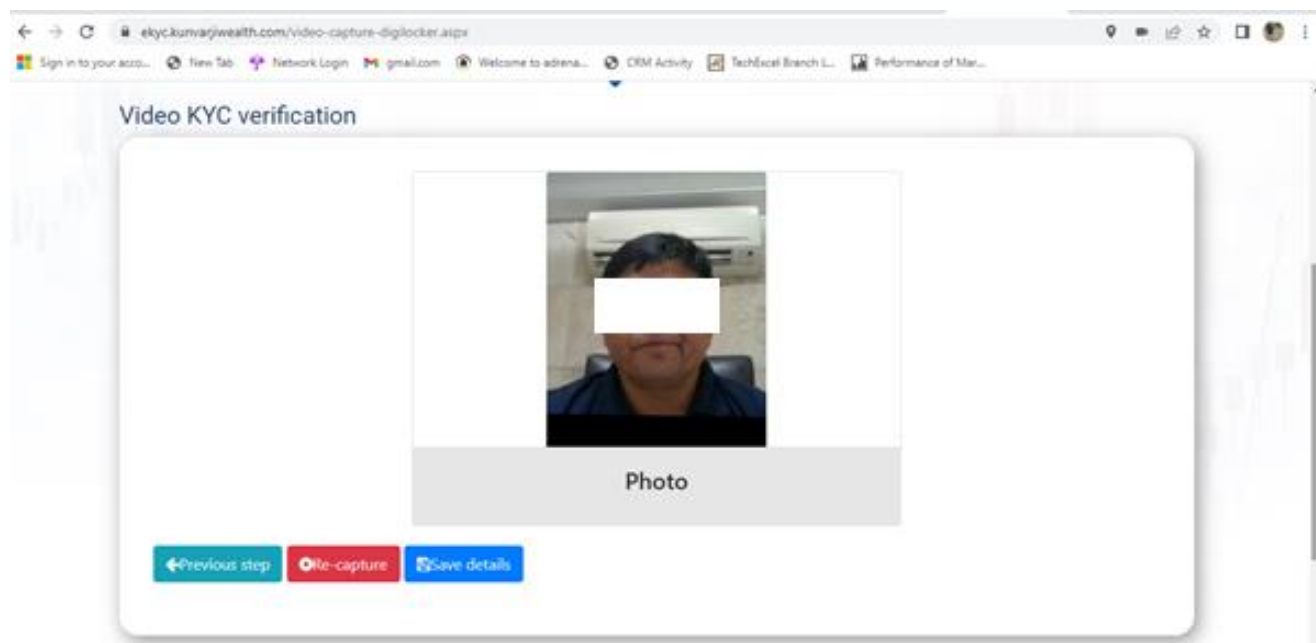 ekyc.kunvarjiwealth.com/video-capture-digilocker.aspx
Sign in to your acco... New Tab Network Login gmail.com Welcome to adrena... CRM Activity TechExcel Branch L... Performance of Mar...
Video KYC verification
Photo
Previous step Re-capture Save details